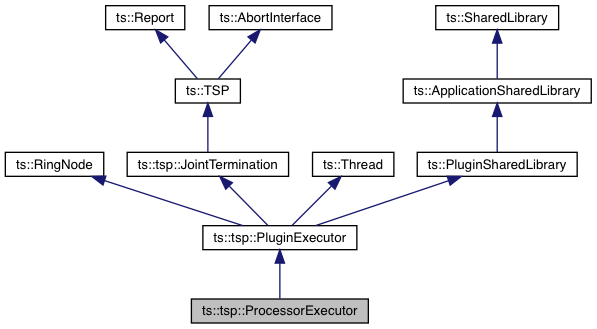 ts::Report
ts::AbortInterface
ts::SharedLibrary
ts::TSP
ts::ApplicationSharedLibrary
ts::RingNode
ts::tsp::JointTermination
ts::Thread
ts::PluginSharedLibrary
ts::tsp::PluginExecutor
ts::tsp::ProcessorExecutor